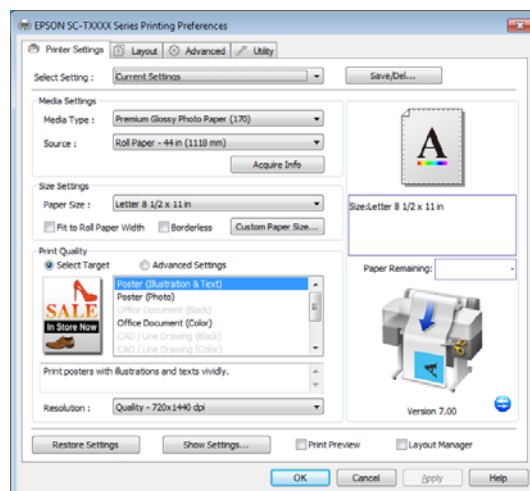 EPSON SC-TXXXX Series Printing Preferences
Printer Settings Layout Advanced Utility
Select Setting : Current Settings Save/Del...
Media Settings
Media Type : Premium Glossy Photo Paper (170)
Source : Roll Paper - 44 in (1118 mm)
Acquire Info
A
Size Settings
Paper Size : Letter 8 1/2 x 11 in
Size:Letter 8 1/2 x 11 in
Fit to Roll Paper Width Borderless Custom Paper Size...
Print Quality
Select Target Advanced Settings
Paper Remaining:
SALE
In Store Now
Poster (Illustration & Text)
Poster (Photo)
Office Document (Black)
Office Document (Color)
CAD / Line Drawing (Black)
CAD / Line Drawing (Color)
A
Print posters with illustrations and texts vividly.
Resolution : Quality - 720x1440 dpi
Version 7.00
Restore Settings Show Settings... Print Preview Layout Manager
OK Cancel Apply Help